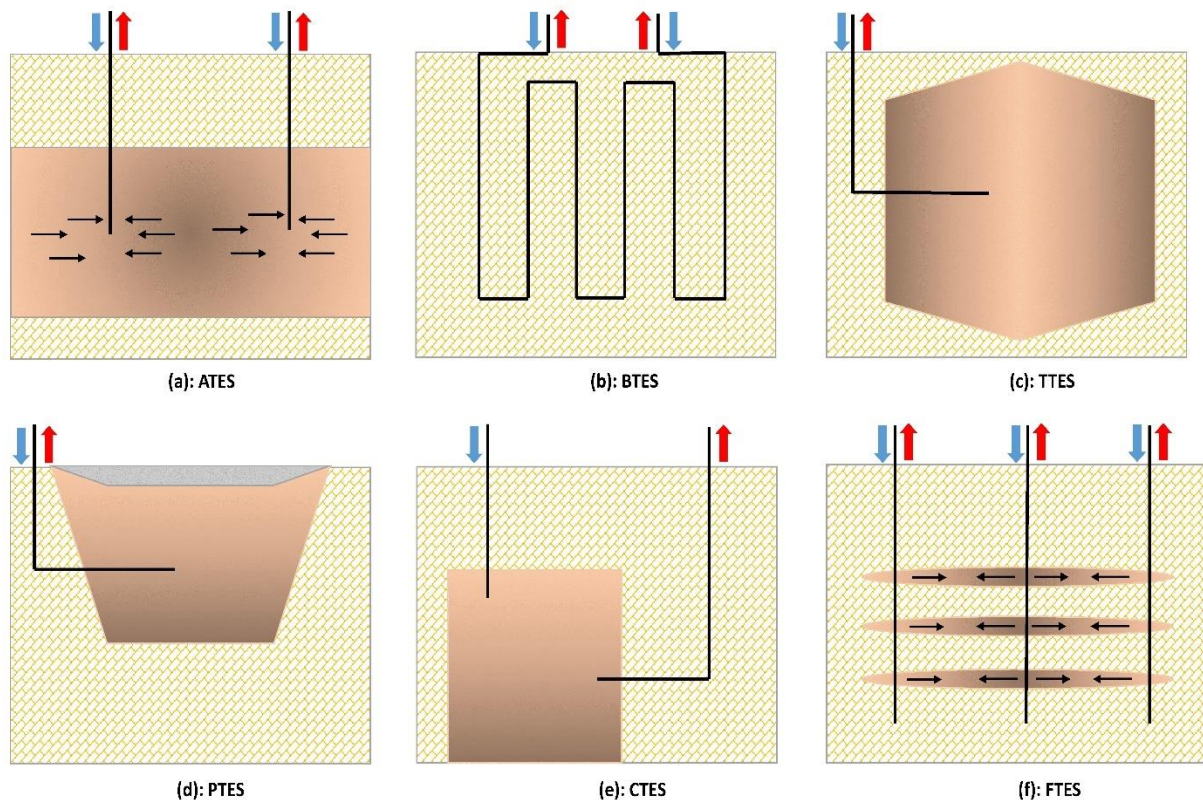 (a): ATES
(b): BTES
(c): TTES
(d): PTES
(e): CTES
(f): FTES